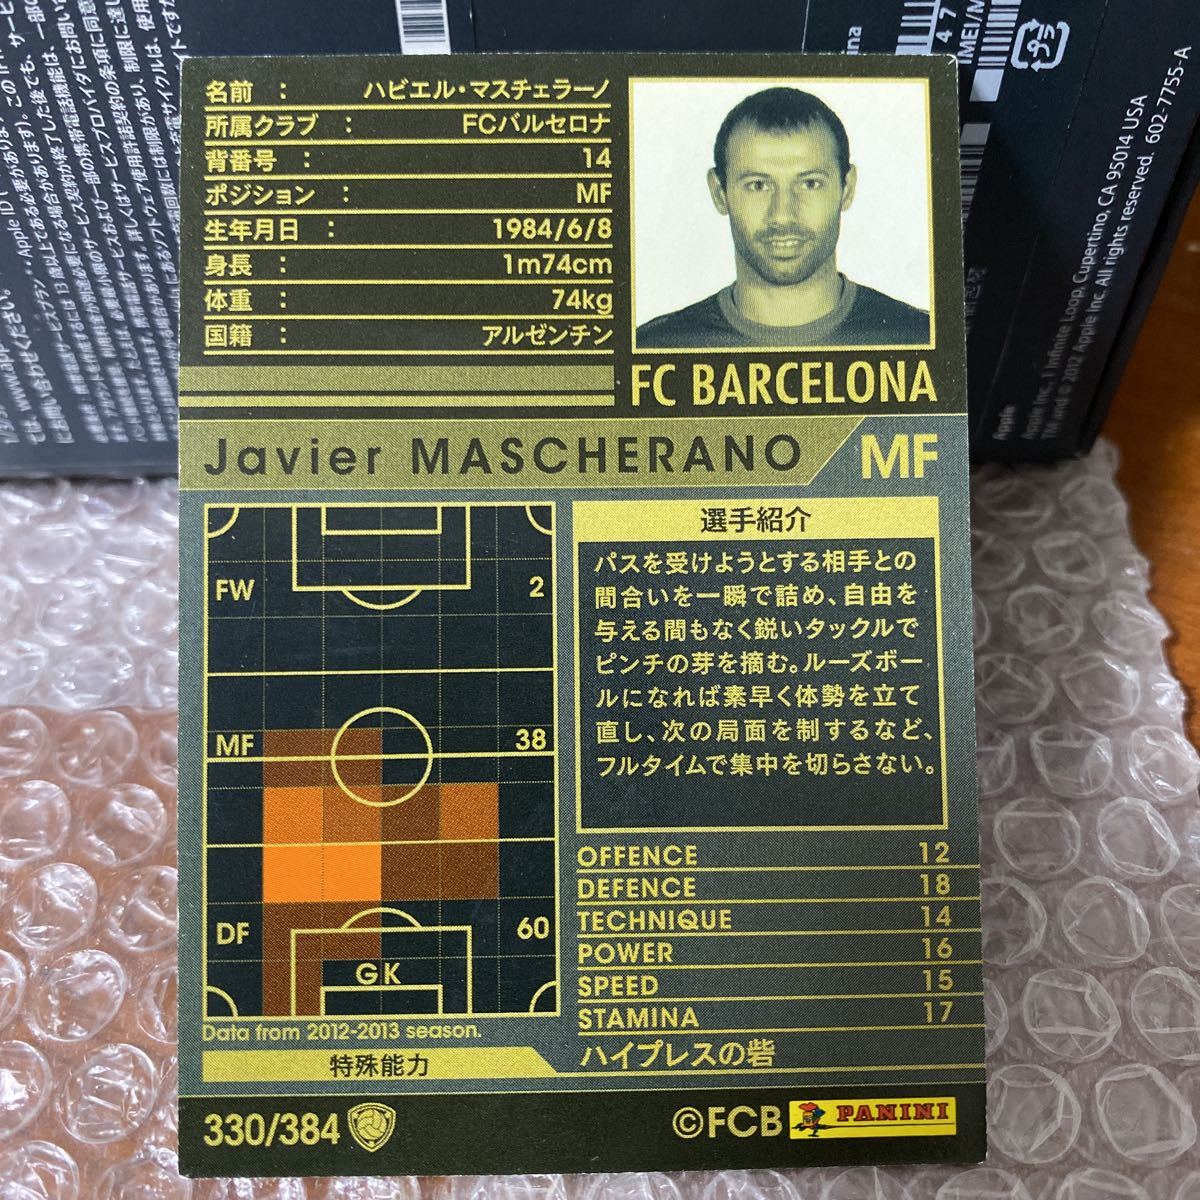 名前 : ハビエル・マスチェラーノ
所属クラブ : FCバルセロナ
背番号 : 14
ポジション : MF
生年月日 : 1984/6/8
身長 : 1m74cm
体重 : 74kg
国籍 : アルゼンチン
FC BARCELONA
Javier MASCHERANO
MF
FW 2
MF 38
DF 60
GK
Data from 2012-2013 season.
選手紹介
パスを受けようとする相手との
間合いを一瞬で詰め、自由を
与える間もなく鋭いタックルで
ピンチの芽を摘む。ルーズボー
ルになれば素早く体勢を立て
直し、次の局面を制するなど、
フルタイムで集中を切らさない。
OFFENCE 12
DEFENCE 18
TECHNIQUE 14
POWER 16
SPEED 15
STAMINA 17
特殊能力
ハイプレスの砦
330/384
©FCB PANINI
Apple
Apple Inc. 1 Infinite Loop, Cupertino, CA 95014 USA
TM and © 2012 Apple Inc. All rights reserved. 602-7755-A